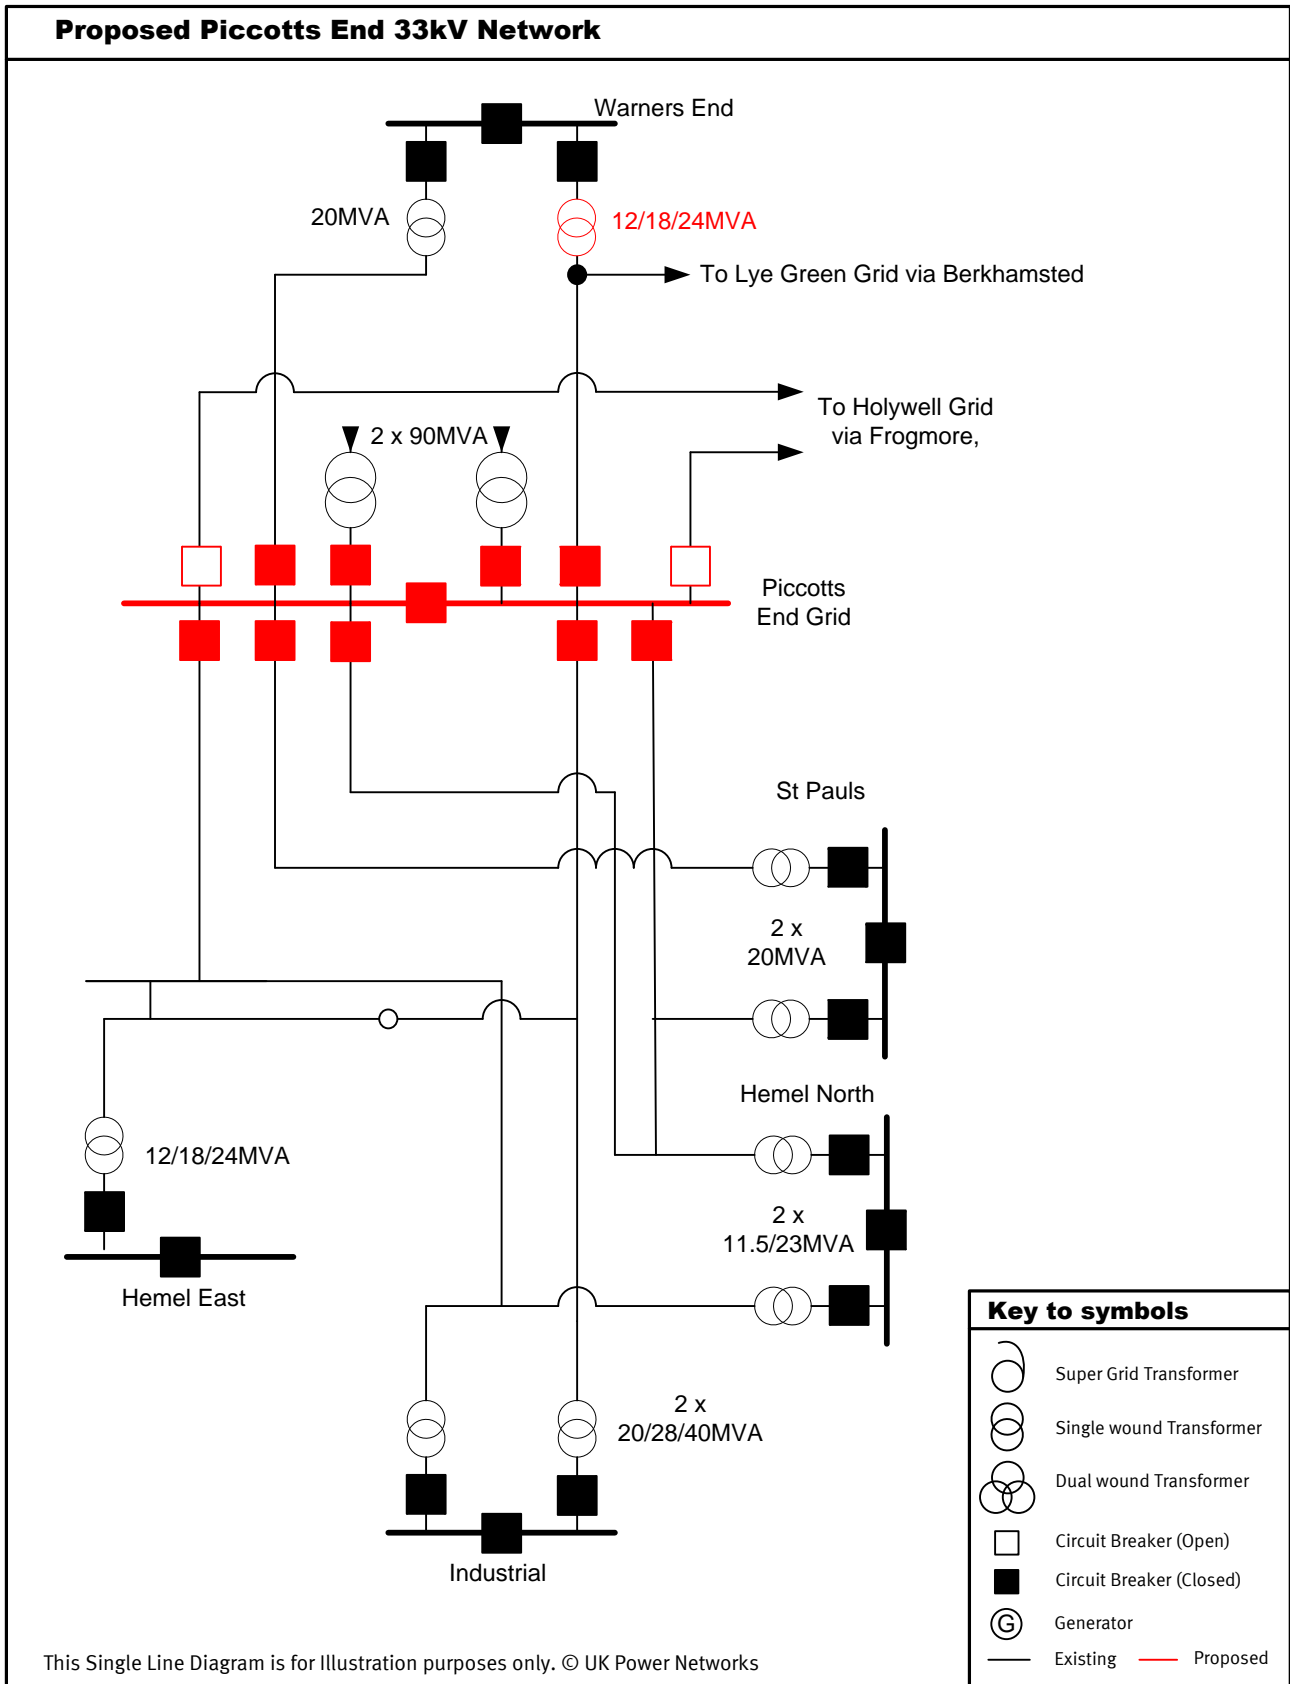 Proposed Piccotts End 33kV Network
Warners End
20MVA
12/18/24MVA
To Lye Green Grid via Berkhamsted
To Holywell Grid
via Frogmore,
2 x 90MVA
Piccotts
End Grid
St Pauls
2 x
20MVA
Hemel North
12/18/24MVA
2 x
11.5/23MVA
Hemel East
2 x
20/28/40MVA
Industrial
Key to symbols
Super Grid Transformer
Single wound Transformer
Dual wound Transformer
Circuit Breaker (Open)
Circuit Breaker (Closed)
G Generator
Existing Proposed
This Single Line Diagram is for Illustration purposes only. © UK Power Networks